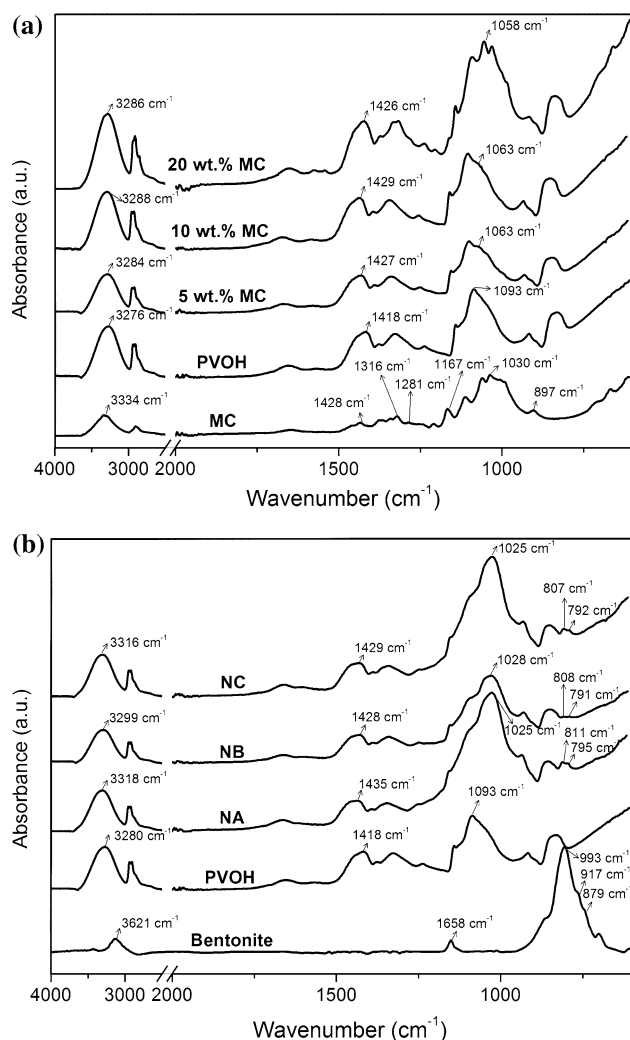 (a)
1058 cm-1
3286 cm-1
1426 cm-1
20 wt.% MC
1063 cm-1
3288 cm-1
1429 cm-1
10 wt.% MC
1063 cm-1
3284 cm-1
1427 cm-1
5 wt.% MC
1093 cm-1
3276 cm-1
1418 cm-1
PVOH
1316 cm-1
1167 cm-1
1030 cm-1
1281 cm-1
3334 cm-1
1428 cm-1
897 cm-1
MC
Absorbance (a.u.)
4000 3000 2000 1500 1000
Wavenumber (cm-1)
(b)
1025 cm-1
807 cm-1
792 cm-1
3316 cm-1
1429 cm-1
NC
1028 cm-1
808 cm-1
791 cm-1
3299 cm-1
1428 cm-1
1025 cm-1
811 cm-1
795 cm-1
NB
3318 cm-1
1435 cm-1
NA
1093 cm-1
3280 cm-1
1418 cm-1
993 cm-1
917 cm-1
879 cm-1
PVOH
3621 cm-1
1658 cm-1
Bentonite
Absorbance (a.u.)
4000 3000 2000 1500 1000
Wavenumber (cm-1)